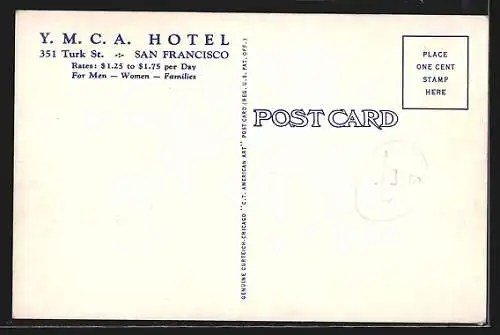 Y. M. C. A. HOTEL
351 Turk St. -:- SAN FRANCISCO
Rates: $1.25 to $1.75 per Day
For Men — Women — Families
GENUINE CURTEICH-CHICAGO "C.T. AMERICAN ART" POST CARD (REG. U.S. PAT. OFF.)
POST CARD
PLACE
ONE CENT
STAMP
HERE